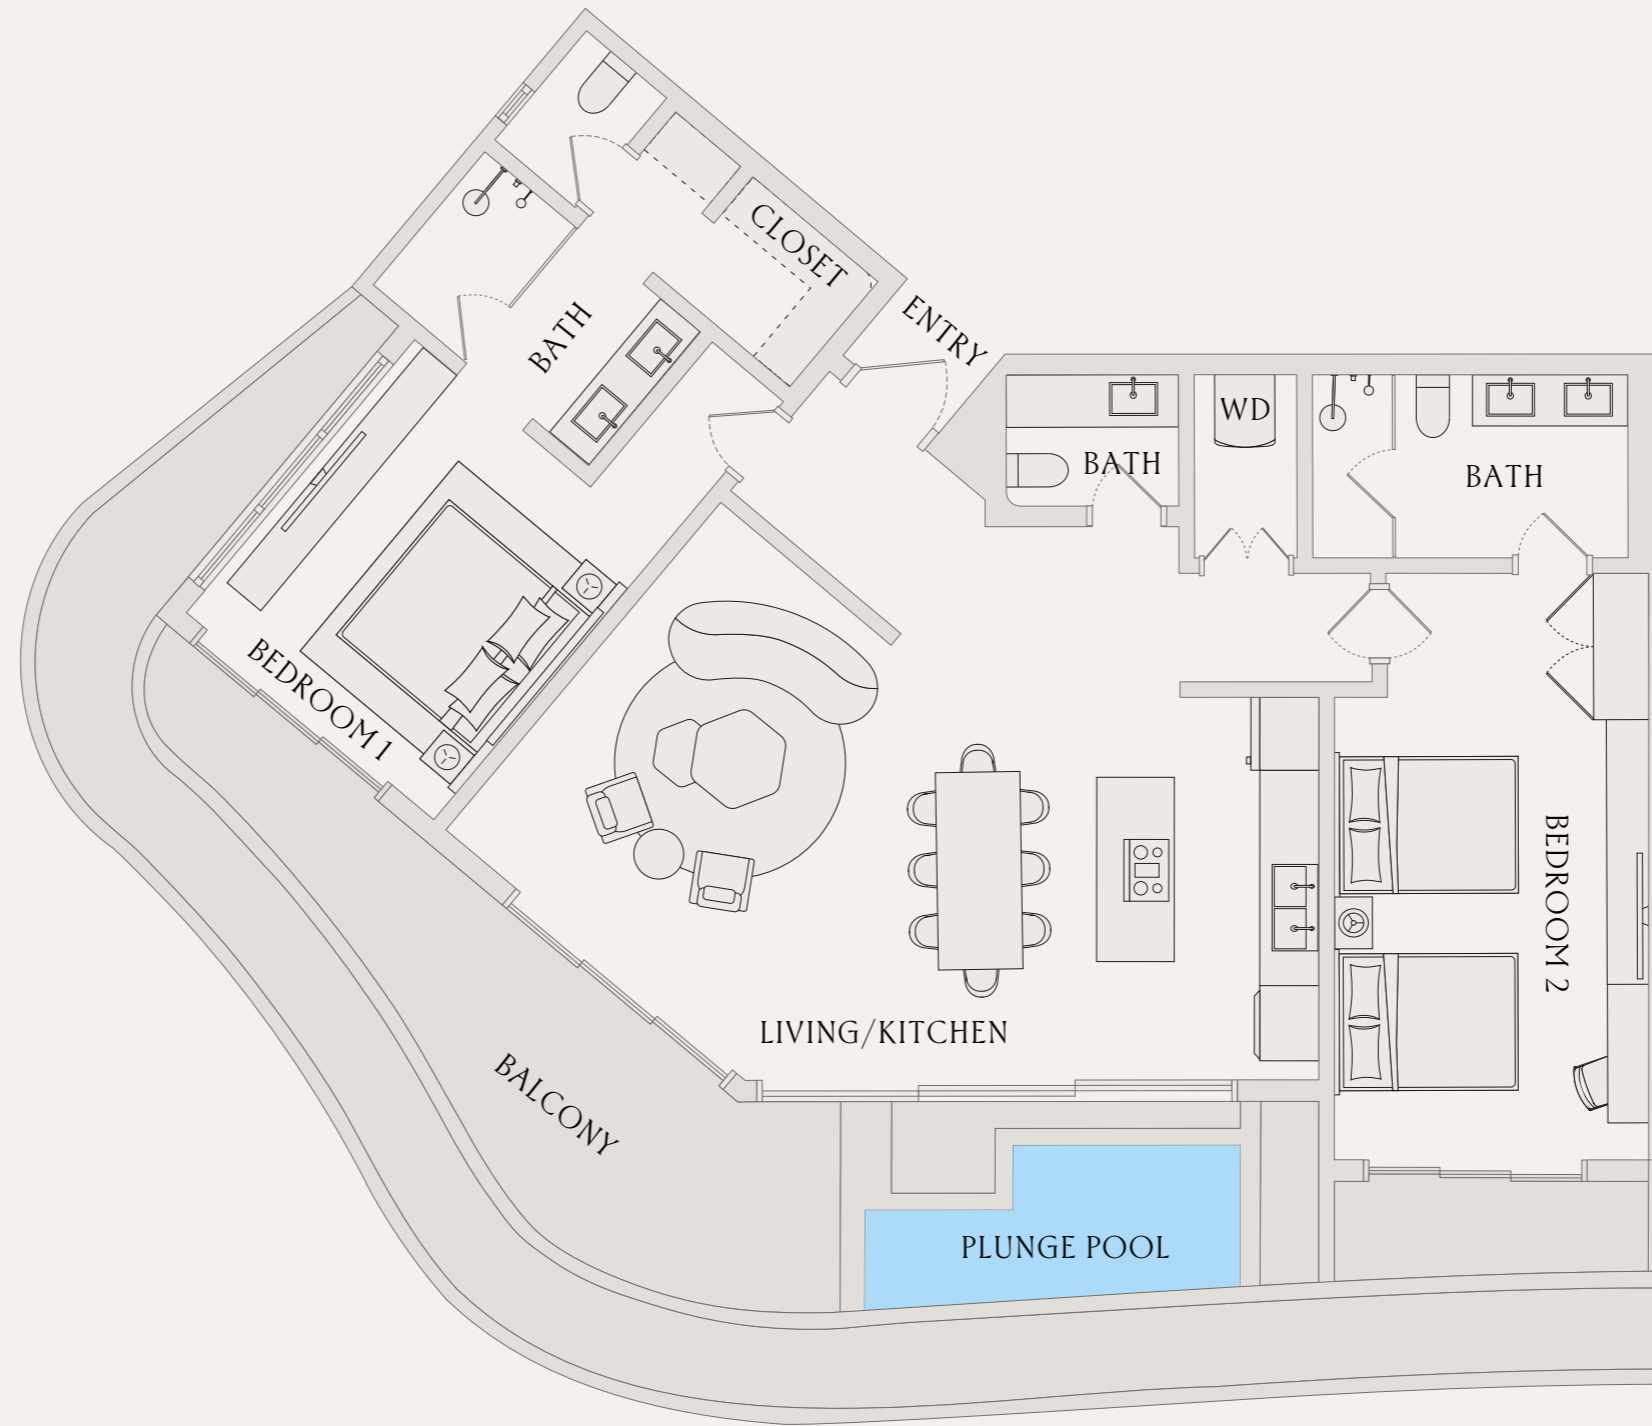 CLOSET
ENTRY
BATH
WD
BATH
BATH
BEDROOM 1
BEDROOM 2
LIVING/KITCHEN
BALCONY
PLUNGE POOL